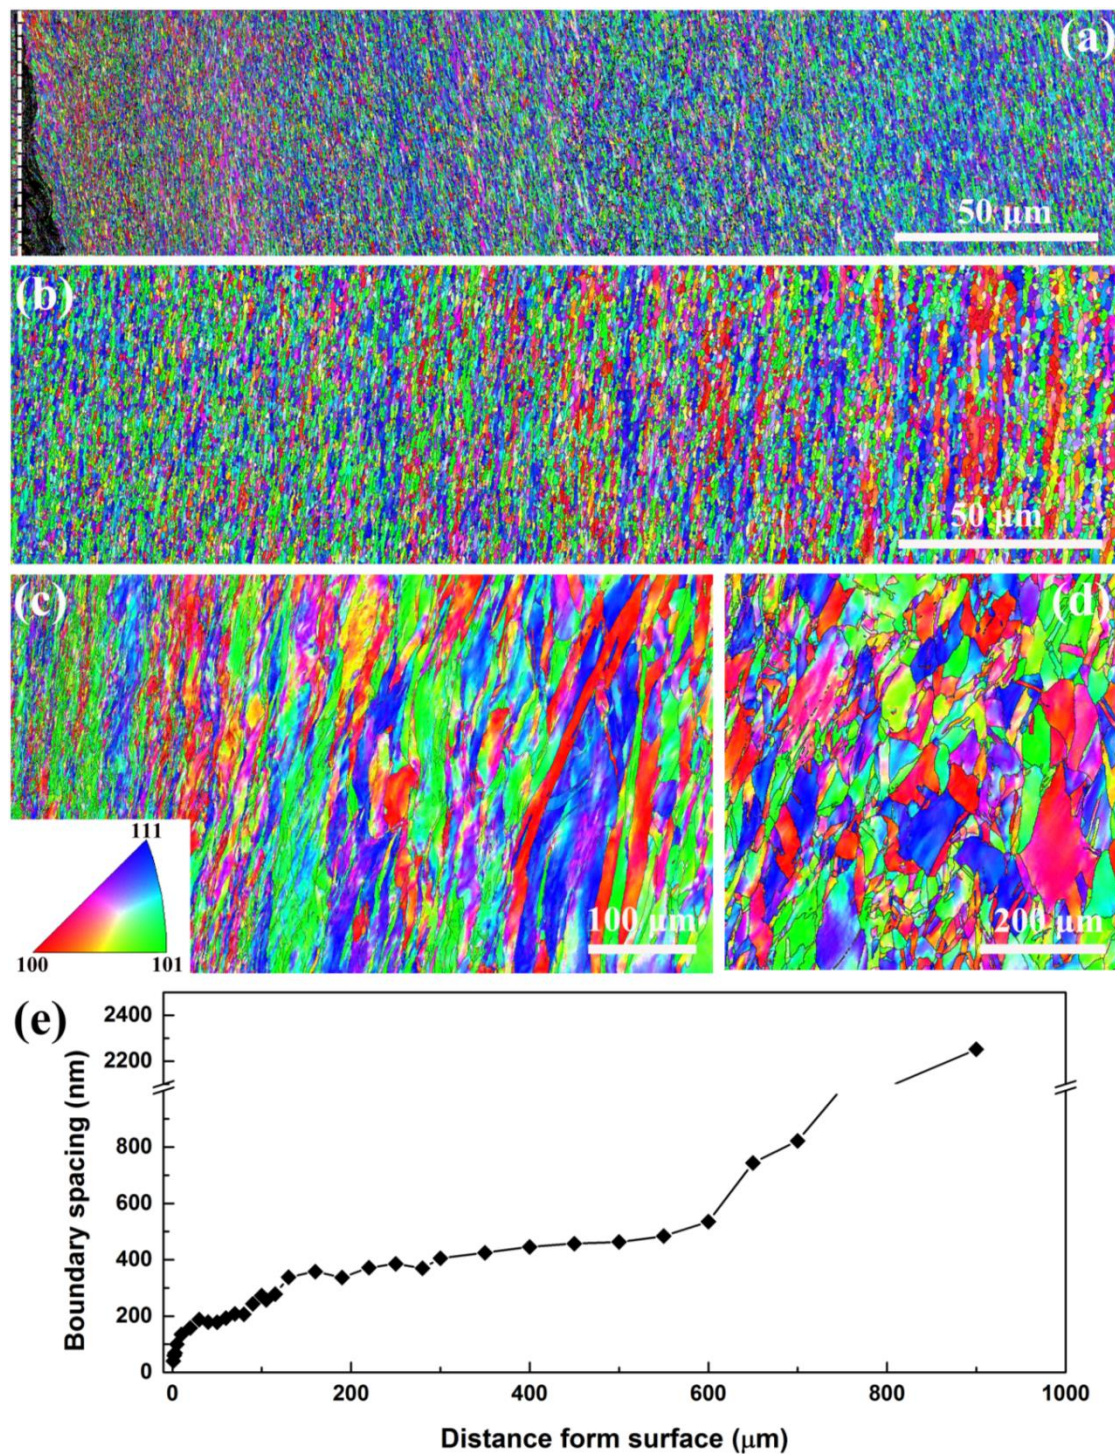 (a)
50 μm
(b)
50 μm
(c)
(d)
111
100 μm
200 μm
100
101
(e)
2400
2200
800
600
400
200
0
Boundary spacing (nm)
0
200
400
600
800
1000
Distance form surface (μm)